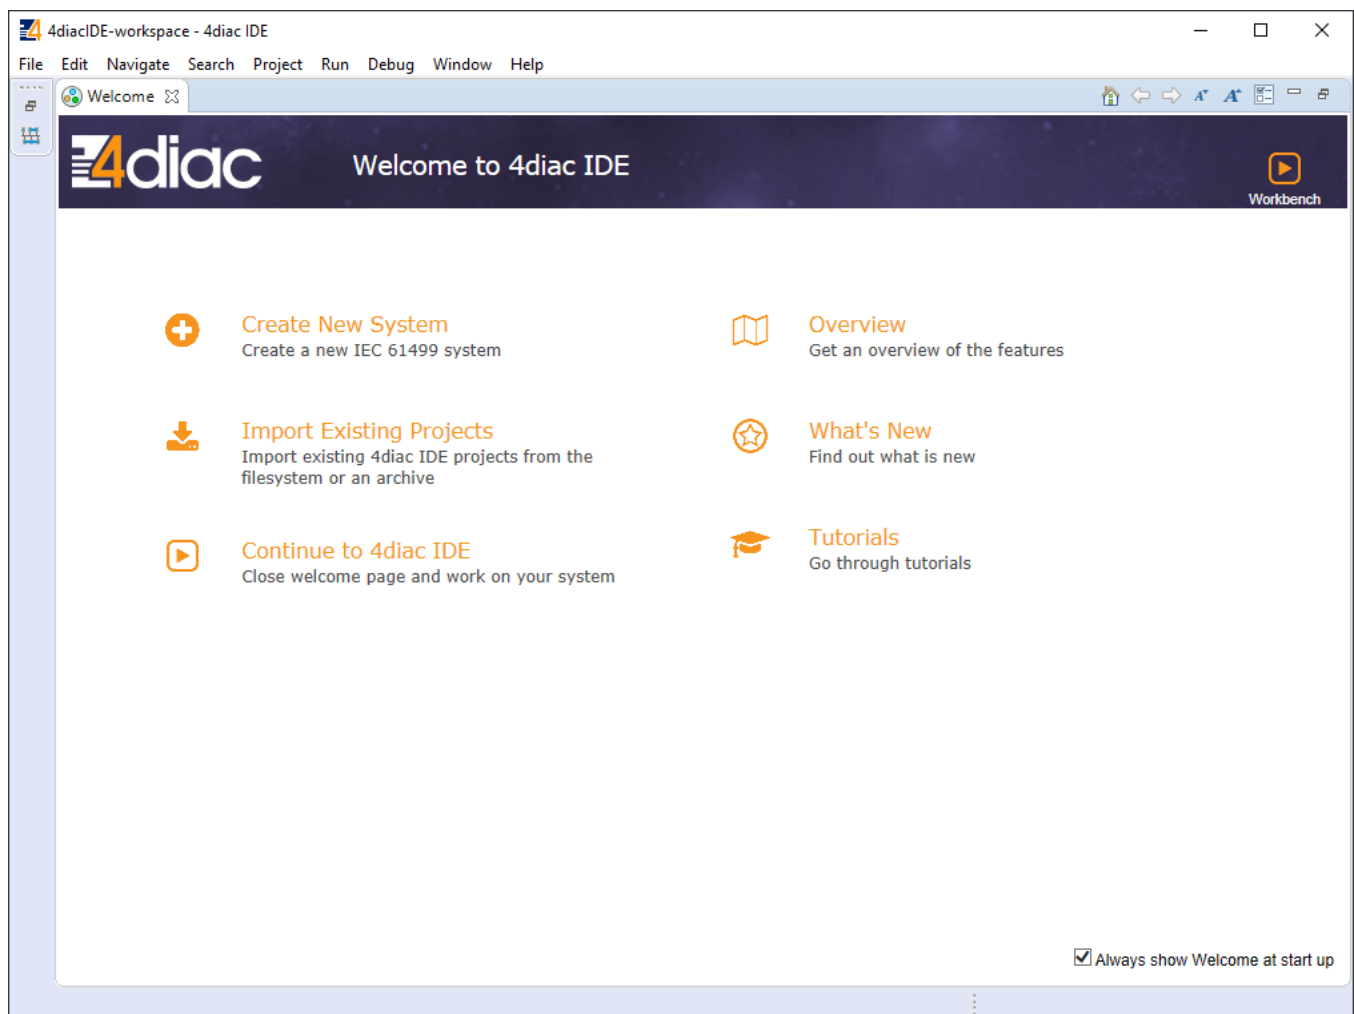 4diacIDE-workspace - 4diac IDE
File Edit Navigate Search Project Run Debug Window Help
Welcome
4diac
Welcome to 4diac IDE
Workbench
Create New System
Create a new IEC 61499 system
Import Existing Projects
Import existing 4diac IDE projects from the
filesystem or an archive
Continue to 4diac IDE
Close welcome page and work on your system
Overview
Get an overview of the features
What's New
Find out what is new
Tutorials
Go through tutorials
Always show Welcome at start up